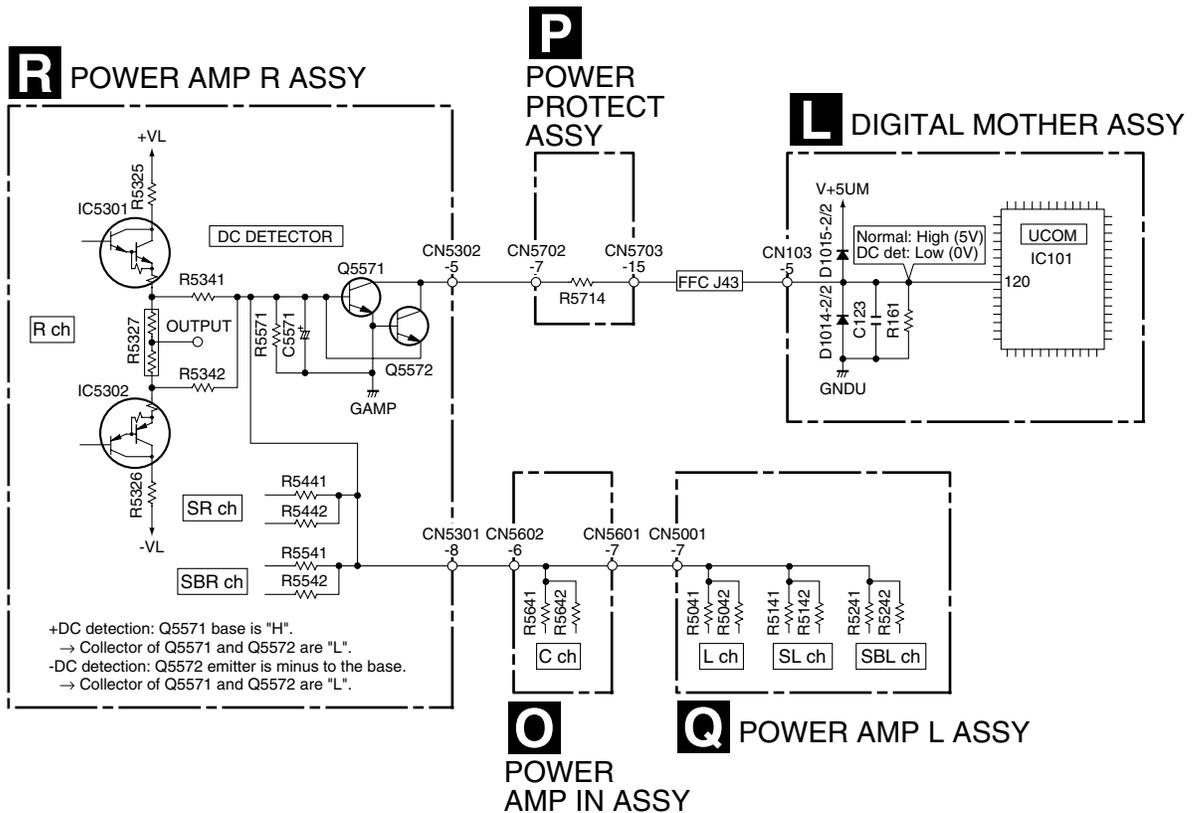 R POWER AMP R ASSY
P
POWER
PROTECT
ASSY
L DIGITAL MOTHER ASSY
+VL
R5325
IC5301
DC DETECTOR
R5341
Q5571
CN5302
-5
CN5702
-7
CN5703
-15
R5714
FFC J43
CN103
-5
V+5UM
D1015-2/2
Normal: High (5V)
DC det: Low (0V)
UCOM
IC101
120
R ch
R5327
OUTPUT
R5571
C5571
+
Q5572
D1014-2/2
C123
R161
GNDU
IC5302
R5342
GAMP
R5326
-VL
SR ch
R5441
R5442
SBR ch
R5541
R5542
CN5301
-8
CN5602
-6
CN5601
-7
CN5001
-7
R5641
R5642
C ch
R5041
R5042
L ch
R5141
R5142
SL ch
R5241
R5242
SBL ch
+DC detection: Q5571 base is "H".
→ Collector of Q5571 and Q5572 are "L".
-DC detection: Q5572 emitter is minus to the base.
→ Collector of Q5571 and Q5572 are "L".
O
POWER
AMP IN ASSY
Q POWER AMP L ASSY